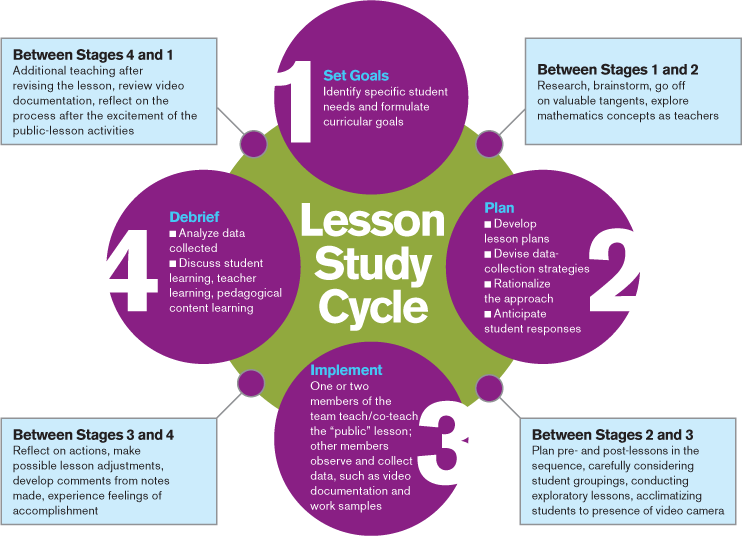 Lesson
Study
Cycle
1
Set Goals
Identify specific student
needs and formulate
curricular goals
Between Stages 1 and 2
Research, brainstorm, go off
on valuable tangents, explore
mathematics concepts as teachers
2
Plan
■ Develop
lesson plans
■ Devise data-
collection strategies
■ Rationalize
the approach
■ Anticipate
student responses
Between Stages 2 and 3
Plan pre- and post-lessons in the
sequence, carefully considering
student groupings, conducting
exploratory lessons, acclimatizing
students to presence of video camera
3
Implement
One or two
members of the
team teach/co-teach
the “public” lesson;
other members
observe and collect
data, such as video
documentation and
work samples
Between Stages 3 and 4
Reflect on actions, make
possible lesson adjustments,
develop comments from notes
made, experience feelings of
accomplishment
4
Debrief
■ Analyze data
collected
■ Discuss student
learning, teacher
learning, pedagogical
content learning
Between Stages 4 and 1
Additional teaching after
revising the lesson, review video
documentation, reflect on the
process after the excitement of the
public-lesson activities